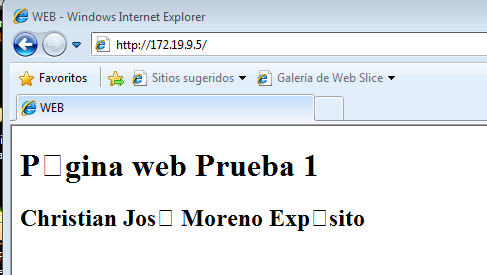 WEB - Windows Internet Explorer
http://172.19.9.5/
Favoritos Sitios sugeridos Galería de Web Slice
WEB
P□gina web Prueba 1
Christian Jos□ Moreno Exp□sito